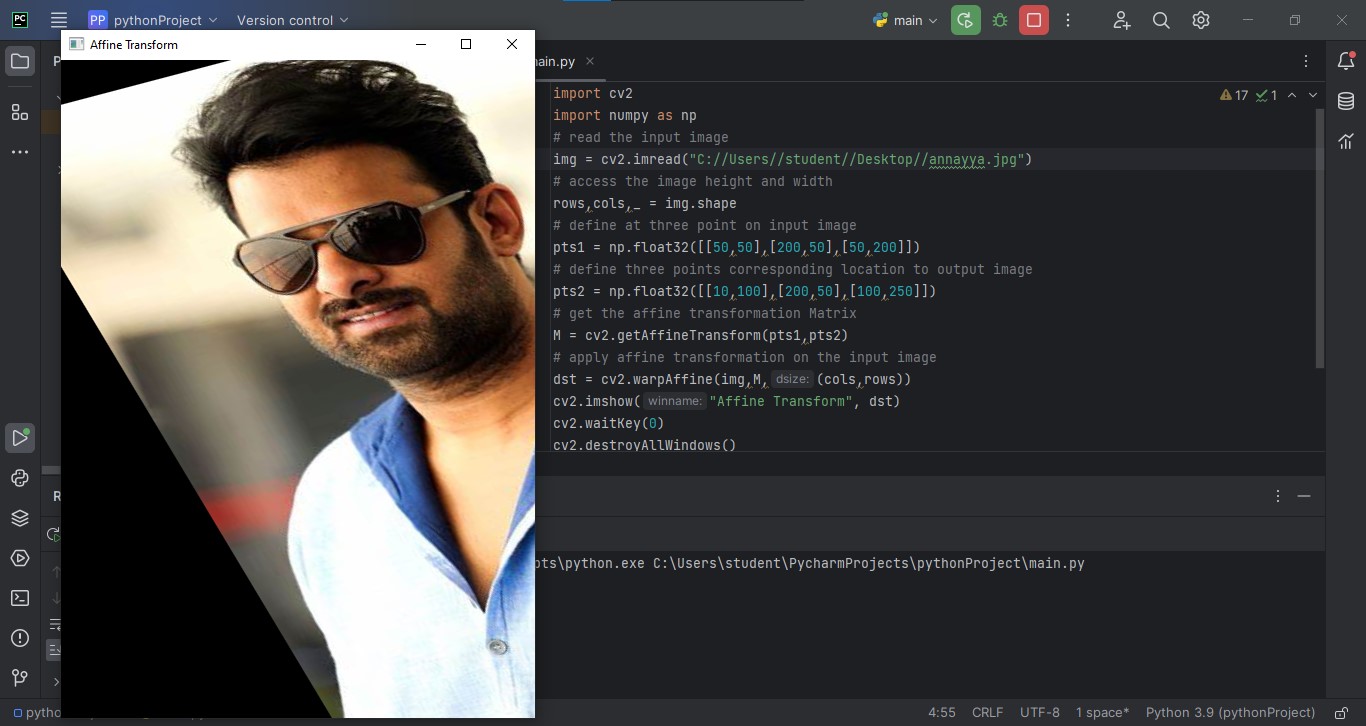 PC PP pythonProject Version control main
Affine Transform
main.py
17 1
import cv2
import numpy as np
# read the input image
img = cv2.imread("C://Users//student//Desktop//annayya.jpg")
# access the image height and width
rows,cols,_ = img.shape
# define at three point on input image
pts1 = np.float32([[50,50],[200,50],[50,200]])
# define three points corresponding location to output image
pts2 = np.float32([[10,100],[200,50],[100,250]])
# get the affine transformation Matrix
M = cv2.getAffineTransform(pts1,pts2)
# apply affine transformation on the input image
dst = cv2.warpAffine(img,M, dsize: (cols,rows))
cv2.imshow( winname: "Affine Transform", dst)
cv2.waitKey(0)
cv2.destroyAllWindows()
pts\python.exe C:\Users\student\PycharmProjects\pythonProject\main.py
pytho 4:55 CRLF UTF-8 1 space* Python 3.9 (pythonProject)